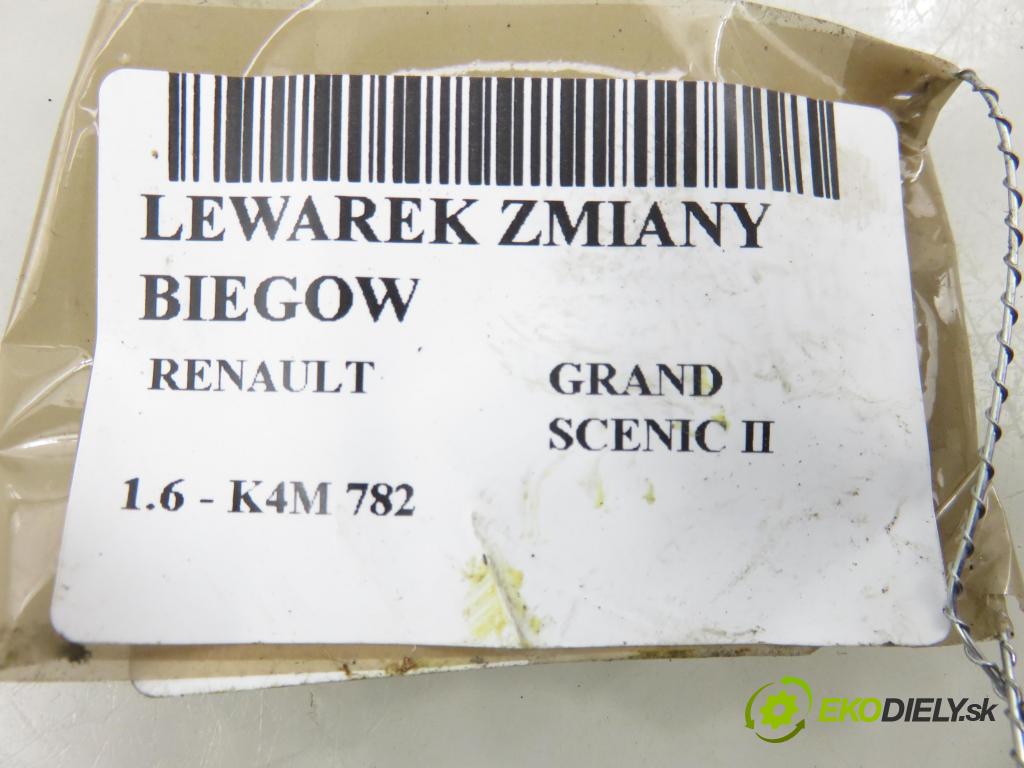 LEWAREK ZMIANY
BIEGOW
RENAULT GRAND
SCENIC II
1.6 - K4M 782
EKODIELY.sk